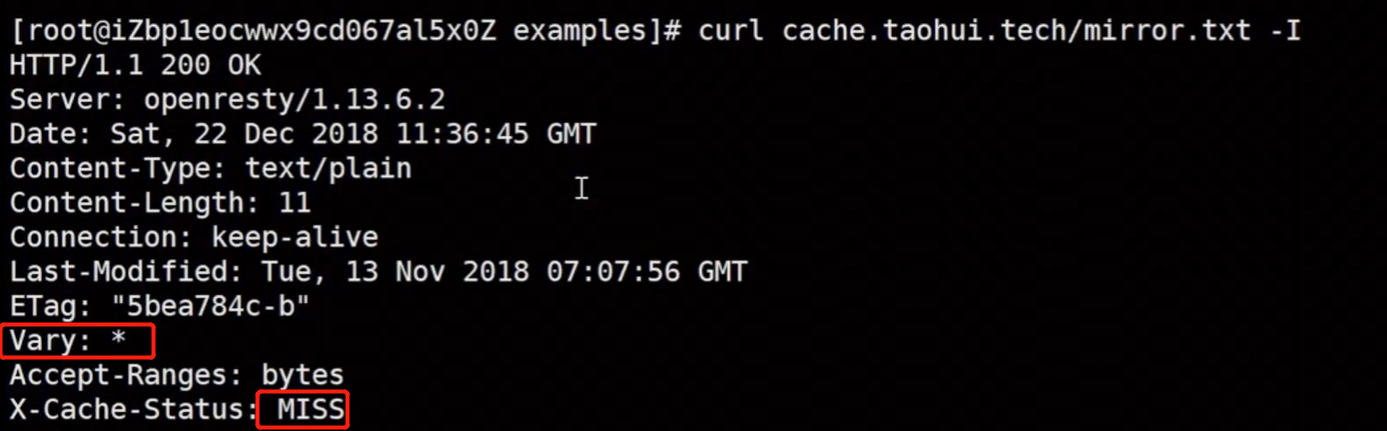 [root@iZbp1eocwwx9cd067al5x0Z examples]# curl cache.taohui.tech/mirror.txt -I
HTTP/1.1 200 OK
Server: openresty/1.13.6.2
Date: Sat, 22 Dec 2018 11:36:45 GMT
Content-Type: text/plain
Content-Length: 11
Connection: keep-alive
Last-Modified: Tue, 13 Nov 2018 07:07:56 GMT
ETag: "5bea784c-b"
Vary: *
Accept-Ranges: bytes
X-Cache-Status: MISS